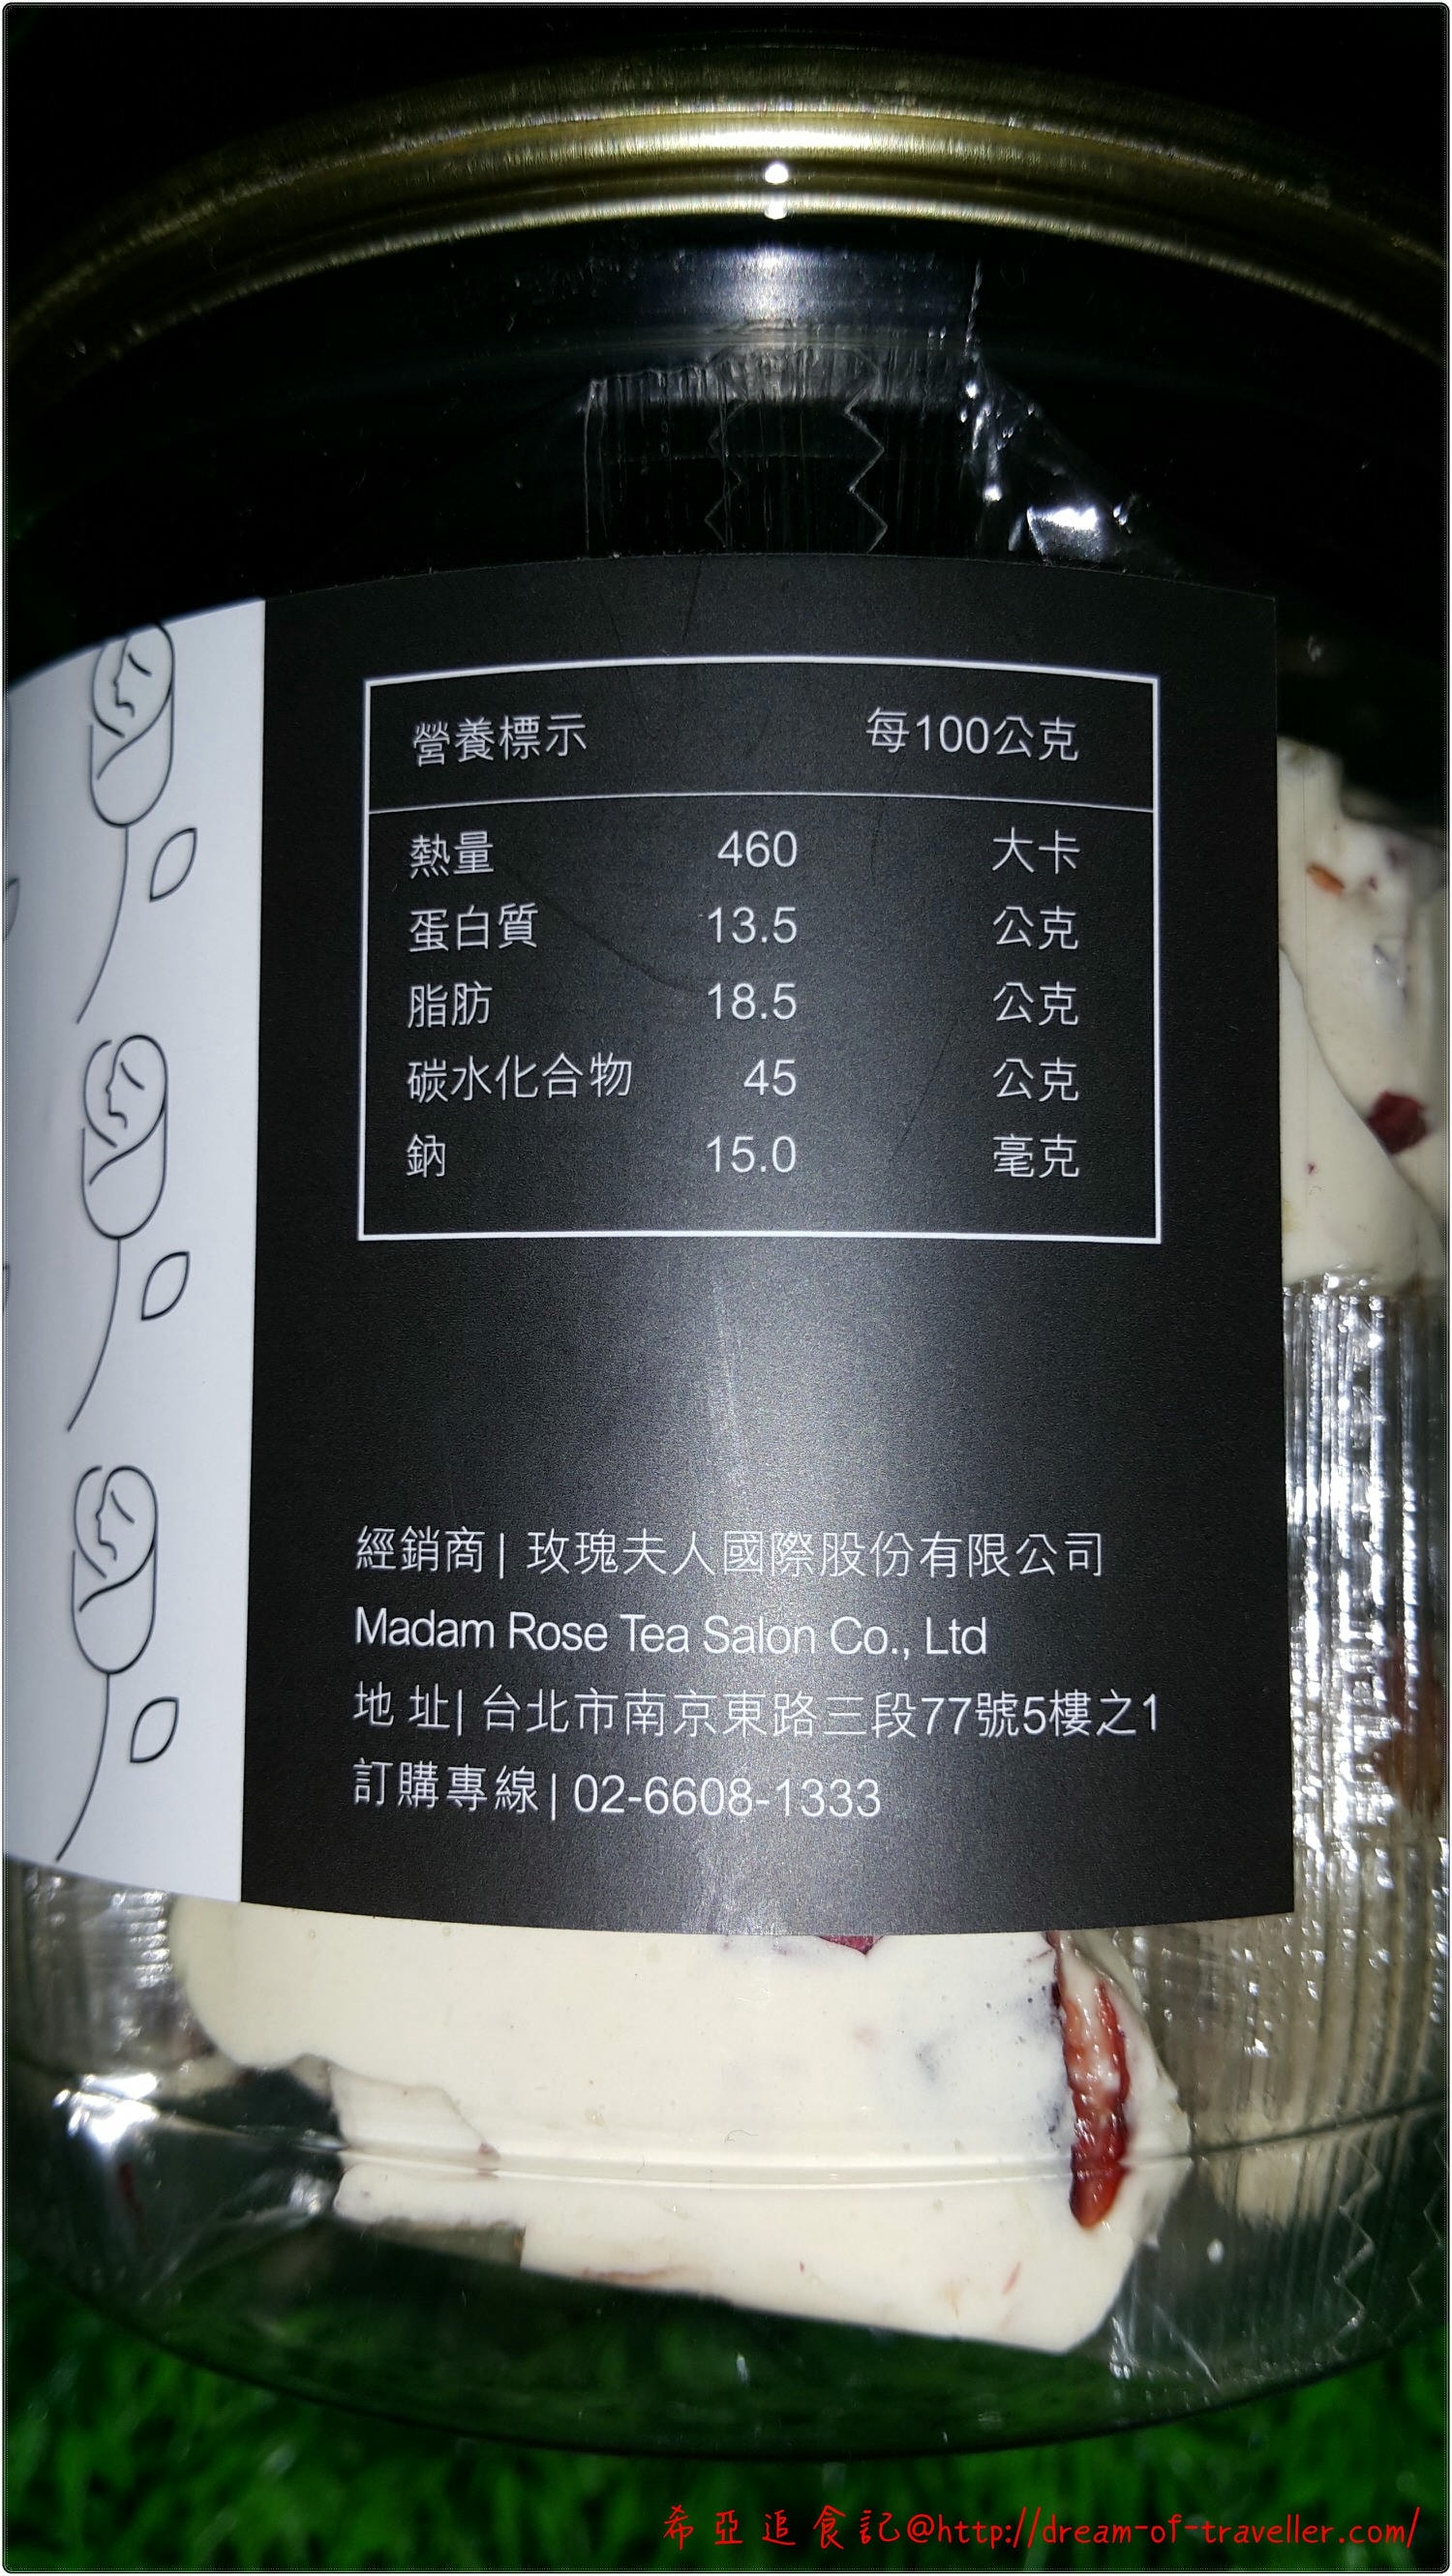 營養標示 每100公克
熱量 460 大卡
蛋白質 13.5 公克
脂肪 18.5 公克
碳水化合物 45 公克
鈉 15.0 毫克
經銷商| 玫瑰夫人國際股份有限公司
Madam Rose Tea Salon Co., Ltd
地 址| 台北市南京東路三段77號5樓之1
訂購專線| 02-6608-1333
希亞追食記@http://dream-of-traveller.com/